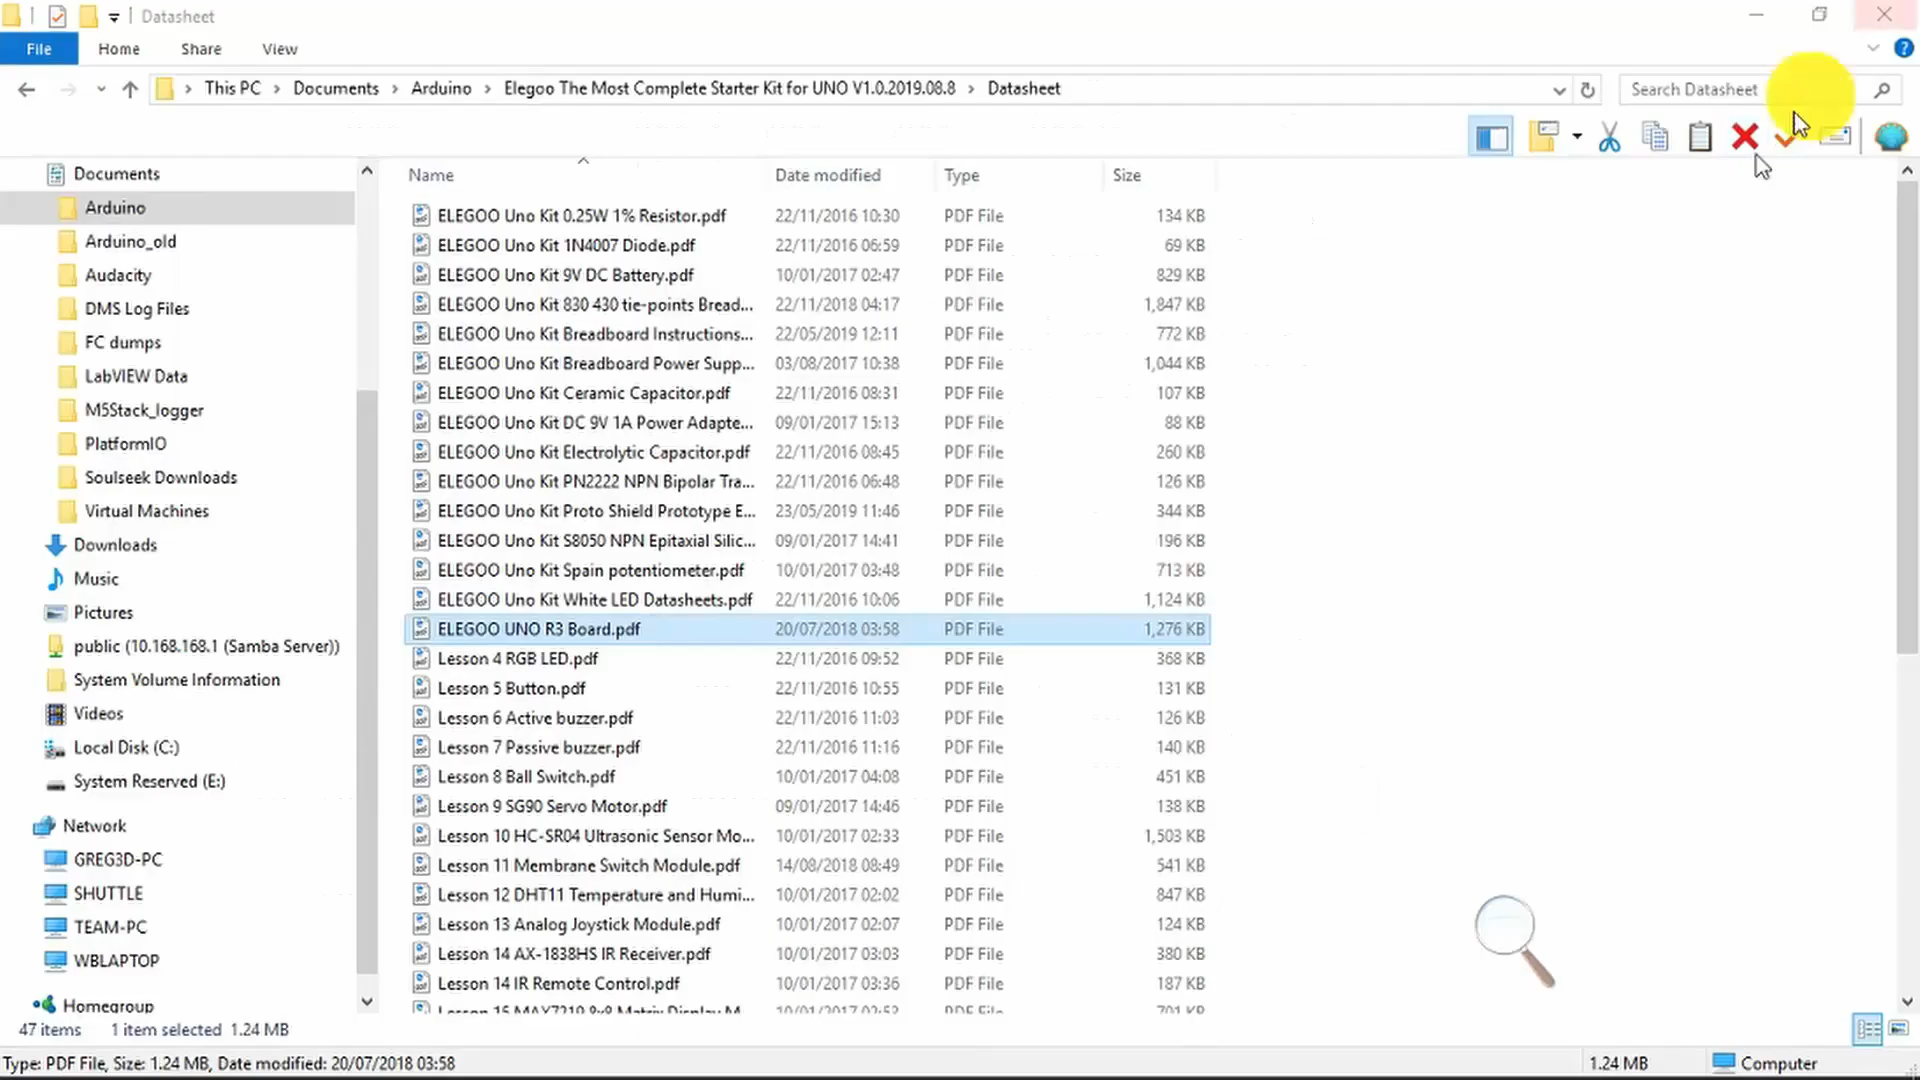 Datasheet
File Home Share View
This PC Documents Arduino Elegoo The Most Complete Starter Kit for UNO V1.0.2019.08.8 Datasheet Search Datasheet
Name Date modified Type Size
Documents
Arduino
Arduino_old
Audacity
DMS Log Files
FC dumps
LabVIEW Data
M5Stack_logger
PlatformIO
Soulseek Downloads
Virtual Machines
Downloads
Music
Pictures
public (10.168.168.1 (Samba Server))
System Volume Information
Videos
Local Disk (C:)
System Reserved (E:)
Network
GREG3D-PC
SHUTTLE
TEAM-PC
WBLAPTOP
Homegroup
ELEGOO Uno Kit 0.25W 1% Resistor.pdf 22/11/2016 10:30 PDF File 134 KB
ELEGOO Uno Kit 1N4007 Diode.pdf 22/11/2016 06:59 PDF File 69 KB
ELEGOO Uno Kit 9V DC Battery.pdf 10/01/2017 02:47 PDF File 829 KB
ELEGOO Uno Kit 830 430 tie-points Bread... 22/11/2018 04:17 PDF File 1,847 KB
ELEGOO Uno Kit Breadboard Instructions... 22/05/2019 12:11 PDF File 772 KB
ELEGOO Uno Kit Breadboard Power Supp... 03/08/2017 10:38 PDF File 1,044 KB
ELEGOO Uno Kit Ceramic Capacitor.pdf 22/11/2016 08:31 PDF File 107 KB
ELEGOO Uno Kit DC 9V 1A Power Adapte... 09/01/2017 15:13 PDF File 88 KB
ELEGOO Uno Kit Electrolytic Capacitor.pdf 22/11/2016 08:45 PDF File 260 KB
ELEGOO Uno Kit PN2222 NPN Bipolar Tra... 22/11/2016 06:48 PDF File 126 KB
ELEGOO Uno Kit Proto Shield Prototype E... 23/05/2019 11:46 PDF File 344 KB
ELEGOO Uno Kit S8050 NPN Epitaxial Silic... 09/01/2017 14:41 PDF File 196 KB
ELEGOO Uno Kit Spain potentiometer.pdf 10/01/2017 03:48 PDF File 713 KB
ELEGOO Uno Kit White LED Datasheets.pdf 22/11/2016 10:06 PDF File 1,124 KB
ELEGOO UNO R3 Board.pdf 20/07/2018 03:58 PDF File 1,276 KB
Lesson 4 RGB LED.pdf 22/11/2016 09:52 PDF File 368 KB
Lesson 5 Button.pdf 22/11/2016 10:55 PDF File 131 KB
Lesson 6 Active buzzer.pdf 22/11/2016 11:03 PDF File 126 KB
Lesson 7 Passive buzzer.pdf 22/11/2016 11:16 PDF File 140 KB
Lesson 8 Ball Switch.pdf 10/01/2017 04:08 PDF File 451 KB
Lesson 9 SG90 Servo Motor.pdf 09/01/2017 14:46 PDF File 138 KB
Lesson 10 HC-SR04 Ultrasonic Sensor Mo... 10/01/2017 02:33 PDF File 1,503 KB
Lesson 11 Membrane Switch Module.pdf 14/08/2018 08:49 PDF File 541 KB
Lesson 12 DHT11 Temperature and Humi... 10/01/2017 02:02 PDF File 847 KB
Lesson 13 Analog Joystick Module.pdf 10/01/2017 02:07 PDF File 124 KB
Lesson 14 AX-1838HS IR Receiver.pdf 10/01/2017 03:03 PDF File 380 KB
Lesson 14 IR Remote Control.pdf 10/01/2017 03:36 PDF File 187 KB
Lesson 15 MAX7219 8x8 Matrix Display M... 10/01/2017 02:52 PDF File 701 KB
47 items 1 item selected 1.24 MB
Type: PDF File, Size: 1.24 MB, Date modified: 20/07/2018 03:58 1.24 MB Computer